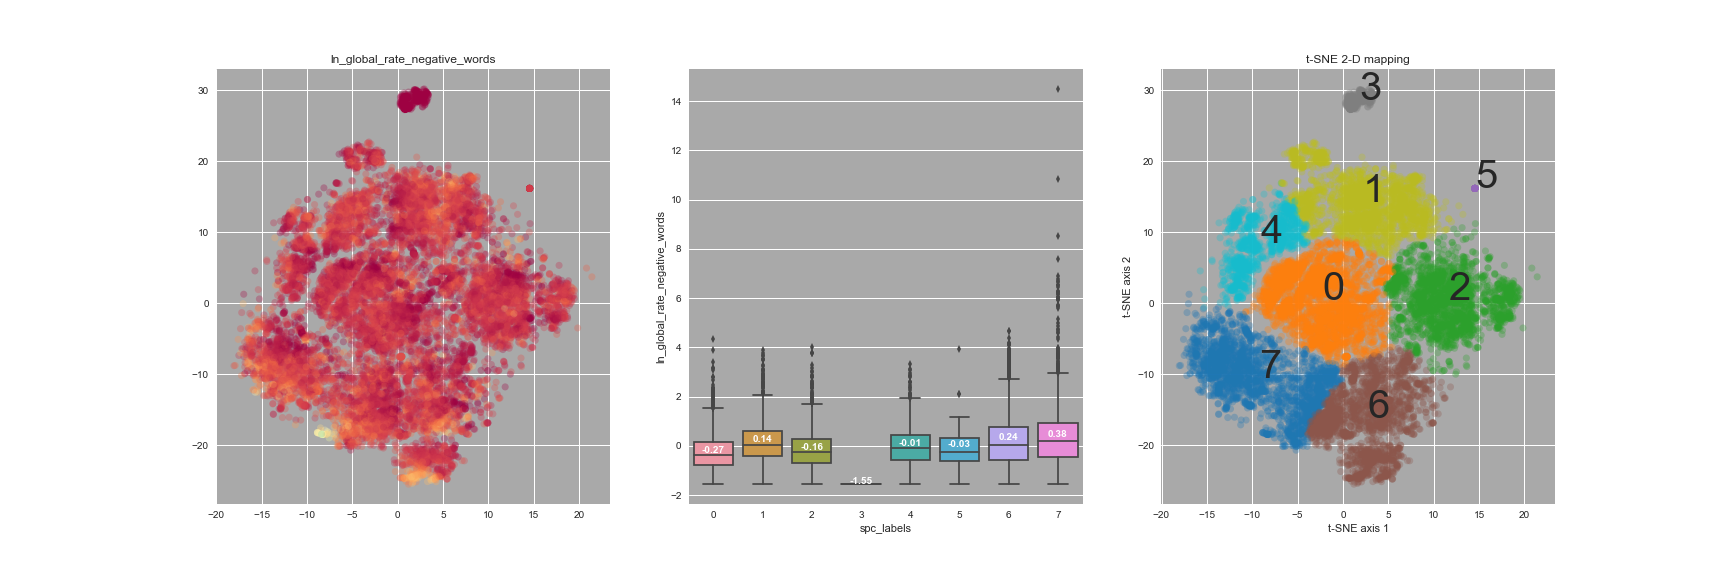 ln_global_rate_negative_words
30
20
10
0
−10
−20
−20 −15 −10 −5 0 5 10 15 20
ln_global_rate_negative_words
14
12
10
8
6
4
2
0
−2
-0.27 0.14 -0.16 -1.55 -0.01 -0.03 0.24 0.38
0 1 2 3 4 5 6 7
spc_labels
t-SNE 2-D mapping
t-SNE axis 2
30
20
10
0
−10
−20
3
5
1
4
0
2
7
6
−20 −15 −10 −5 0 5 10 15 20
t-SNE axis 1